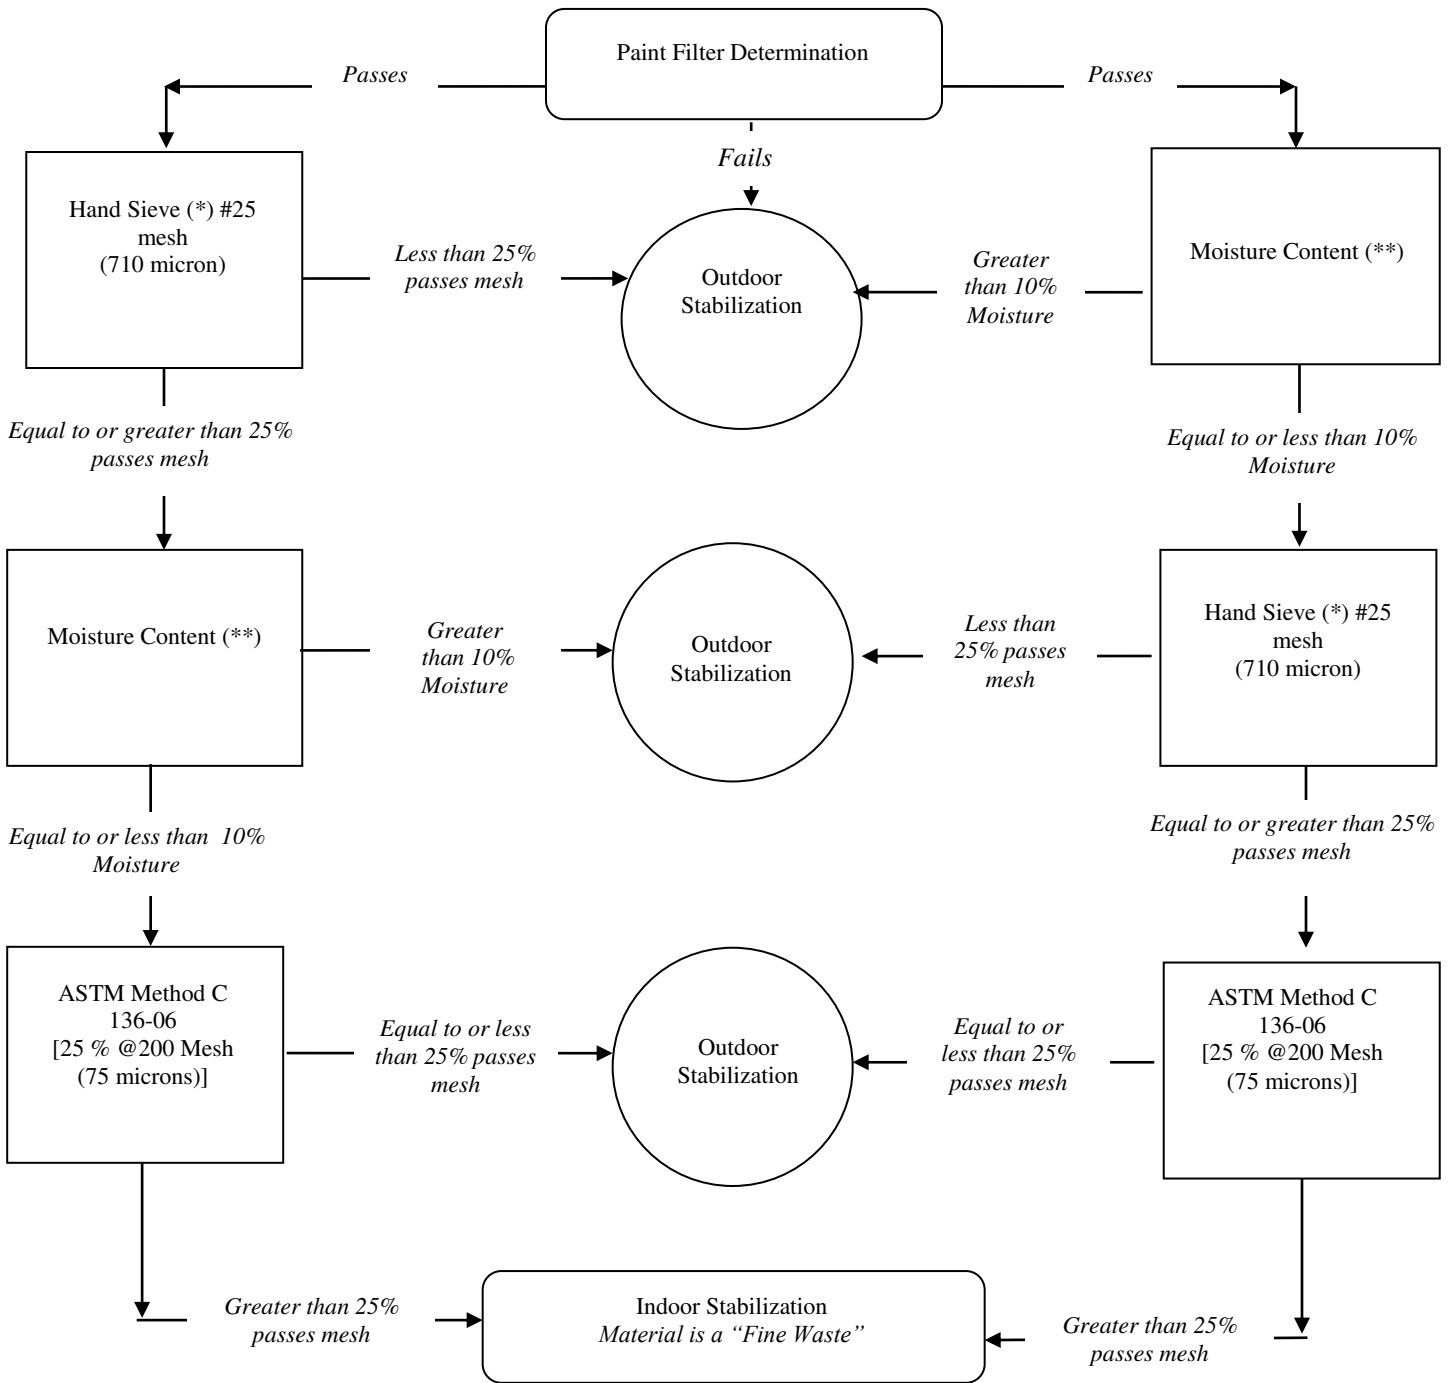 Paint Filter Determination
Passes
Passes
Fails
Hand Sieve (*) #25
mesh
(710 micron)
Less than 25%
passes mesh
Outdoor
Stabilization
Greater
than 10%
Moisture
Moisture Content (**)
Equal to or greater than 25%
passes mesh
Equal to or less than 10%
Moisture
Moisture Content (**)
Greater
than 10%
Moisture
Outdoor
Stabilization
Less than
25% passes
mesh
Hand Sieve (*) #25
mesh
(710 micron)
Equal to or less than  10%
Moisture
Equal to or greater than 25%
passes mesh
ASTM Method C
136-06
[25 % @200 Mesh
(75 microns)]
Equal to or less
than 25% passes
mesh
Outdoor
Stabilization
Equal to or
less than 25%
passes mesh
ASTM Method C
136-06
[25 % @200 Mesh
(75 microns)]
Greater than 25%
passes mesh
Indoor Stabilization
Material is a “Fine Waste”
Greater than 25%
passes mesh